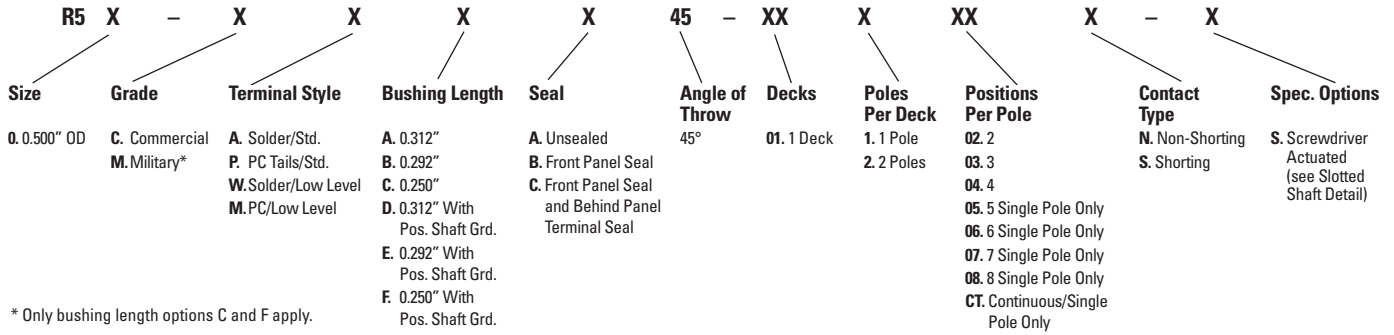 R5 X – X X X X 45 – XX X XX X – X
Size
0. 0.500" OD
Grade
C. Commercial
M. Military*
Terminal Style
A. Solder/Std.
P. PC Tails/Std.
W. Solder/Low Level
M. PC/Low Level
Bushing Length
A. 0.312"
B. 0.292"
C. 0.250"
D. 0.312" With
Pos. Shaft Grd.
E. 0.292" With
Pos. Shaft Grd.
F. 0.250" With
Pos. Shaft Grd.
Seal
A. Unsealed
B. Front Panel Seal
C. Front Panel Seal
and Behind Panel
Terminal Seal
Angle of
Throw
45°
Decks
01. 1 Deck
Poles
Per Deck
1. 1 Pole
2. 2 Poles
Positions
Per Pole
02. 2
03. 3
04. 4
05. 5 Single Pole Only
06. 6 Single Pole Only
07. 7 Single Pole Only
08. 8 Single Pole Only
CT. Continuous/Single
Pole Only
Contact
Type
N. Non-Shorting
S. Shorting
Spec. Options
S. Screwdriver
Actuated
(see Slotted
Shaft Detail)
* Only bushing length options C and F apply.